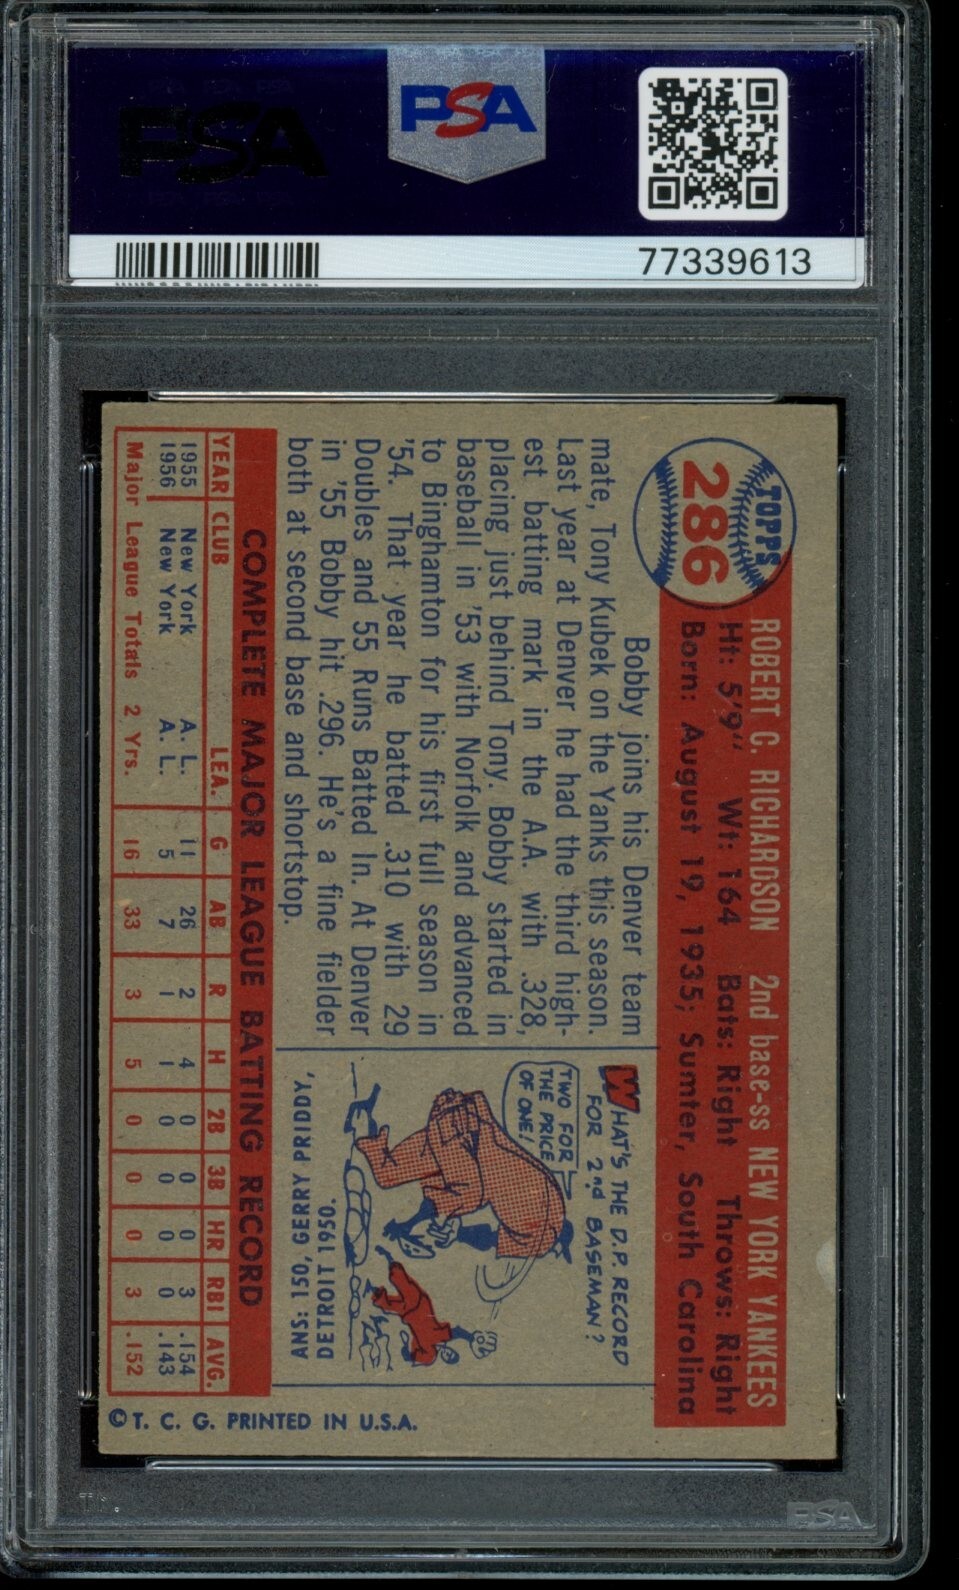 PSA
PSA
77339613
TOPPS
286
ROBERT C. RICHARDSON 2nd base-ss NEW YORK YANKEES
Ht: 5'9" Wt: 164 Bats: Right Throws: Right
Born: August 19, 1935; Sumter, South Carolina
Bobby joins his Denver team
mate, Tony Kubek on the Yanks this season.
Last year at Denver he had the third high-
est batting mark in the A.A. with .328,
placing just behind Tony. Bobby started in
baseball in '53 with Norfolk and advanced
to Binghamton for his first full season in
'54. That year he batted .310 with 29
Doubles and 55 Runs Batted In. At Denver
in '55 Bobby hit .296. He's a fine fielder
both at second base and shortstop.
WHAT'S THE D.P. RECORD
FOR 2nd BASEMAN?
TWO FOR
THE PRICE
OF ONE!
ANS: 150, GERRY PRIDDY,
DETROIT 1950.
COMPLETE MAJOR LEAGUE BATTING RECORD
YEAR CLUB LEA. G AB R H 2B 3B HR RBI AVG.
1955 New York A. L. 11 26 2 4 0 0 0 3 .154
1956 New York A. L. 5 7 1 1 0 0 0 0 .143
Major League Totals 2 Yrs. 16 33 3 5 0 0 0 3 .152
© T. C. G. PRINTED IN U.S.A.
PSA